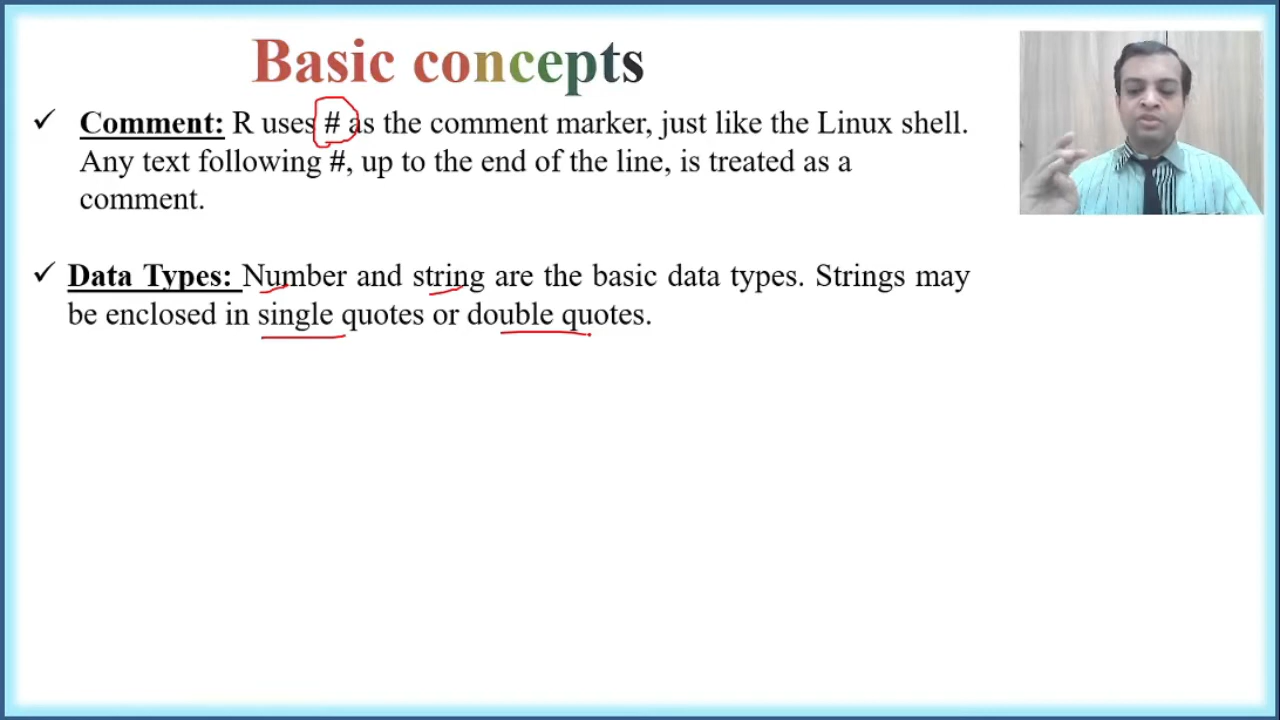 Basic concepts
✓ Comment: R uses # as the comment marker, just like the Linux shell.
Any text following #, up to the end of the line, is treated as a
comment.
✓ Data Types: Number and string are the basic data types. Strings may
be enclosed in single quotes or double quotes.